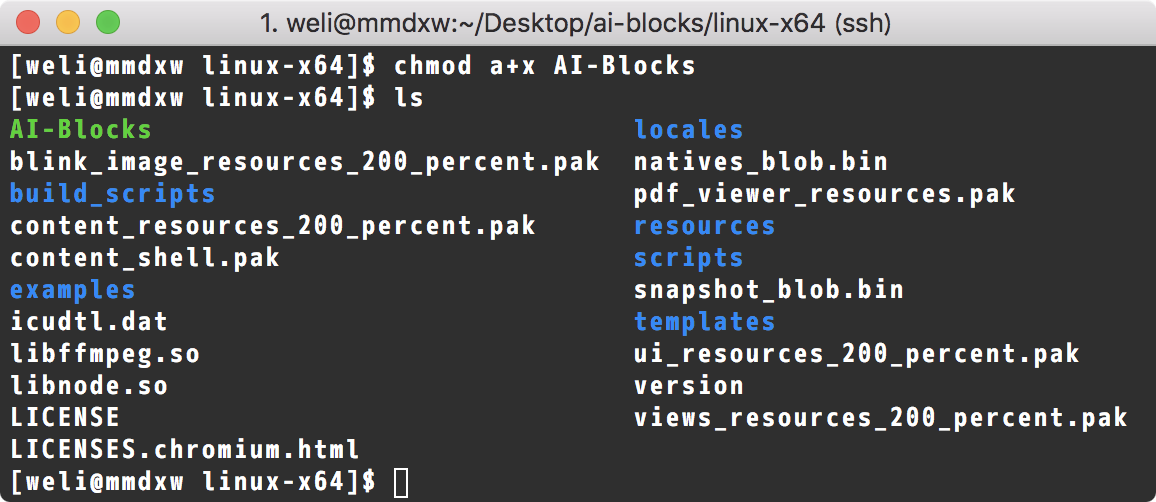 1. weli@mmdxw:~/Desktop/ai-blocks/linux-x64 (ssh)
[weli@mmdxw linux-x64]$ chmod a+x AI-Blocks
[weli@mmdxw linux-x64]$ ls
AI-Blocks locales
blink_image_resources_200_percent.pak natives_blob.bin
build_scripts pdf_viewer_resources.pak
content_resources_200_percent.pak resources
content_shell.pak scripts
examples snapshot_blob.bin
icudtl.dat templates
libffmpeg.so ui_resources_200_percent.pak
libnode.so version
LICENSE views_resources_200_percent.pak
LICENSES.chromium.html
[weli@mmdxw linux-x64]$